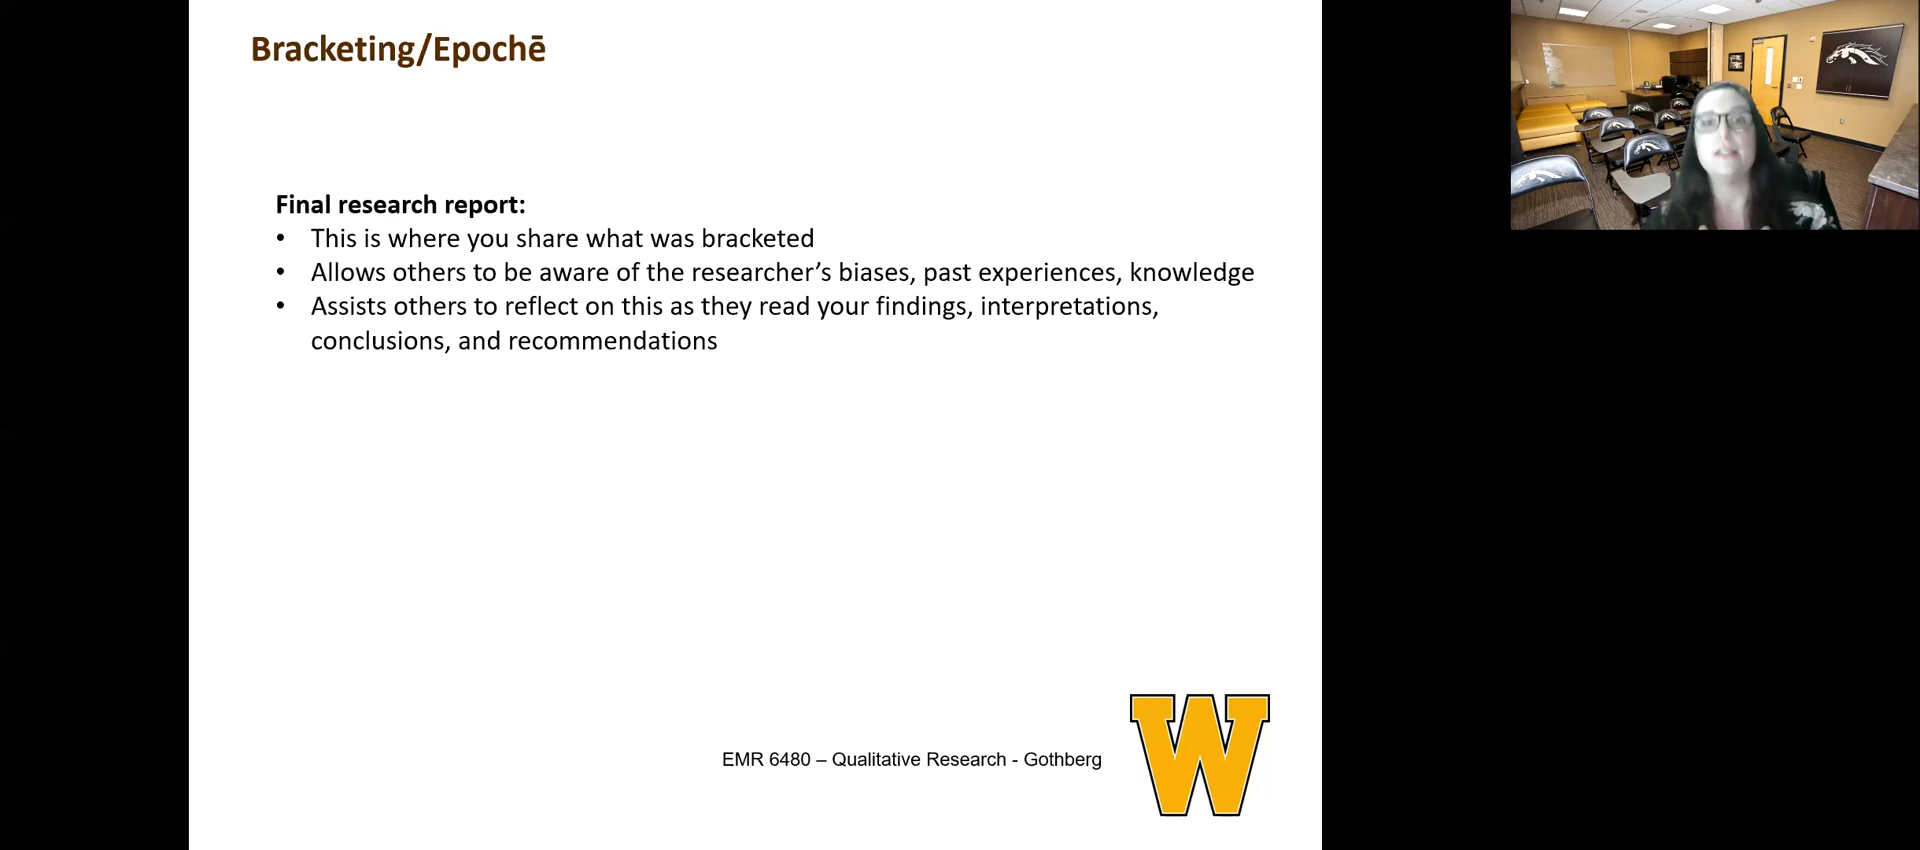 Bracketing/Epochē
Final research report:
• This is where you share what was bracketed
• Allows others to be aware of the researcher’s biases, past experiences, knowledge
• Assists others to reflect on this as they read your findings, interpretations,
conclusions, and recommendations
EMR 6480 – Qualitative Research - Gothberg
W